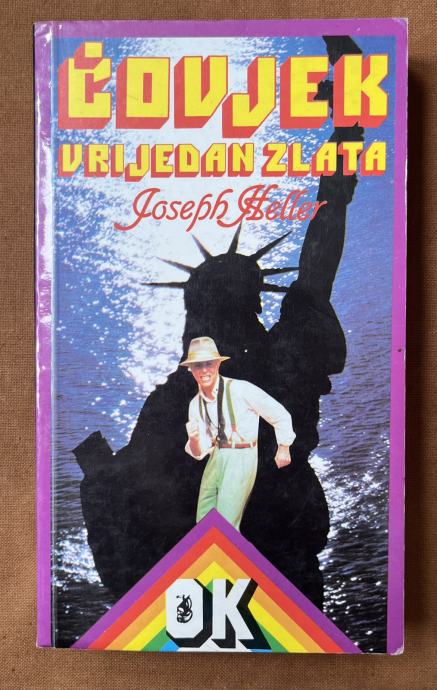 ČOVJEK
VRIJEDAN ZLATA
Joseph Heller
OK